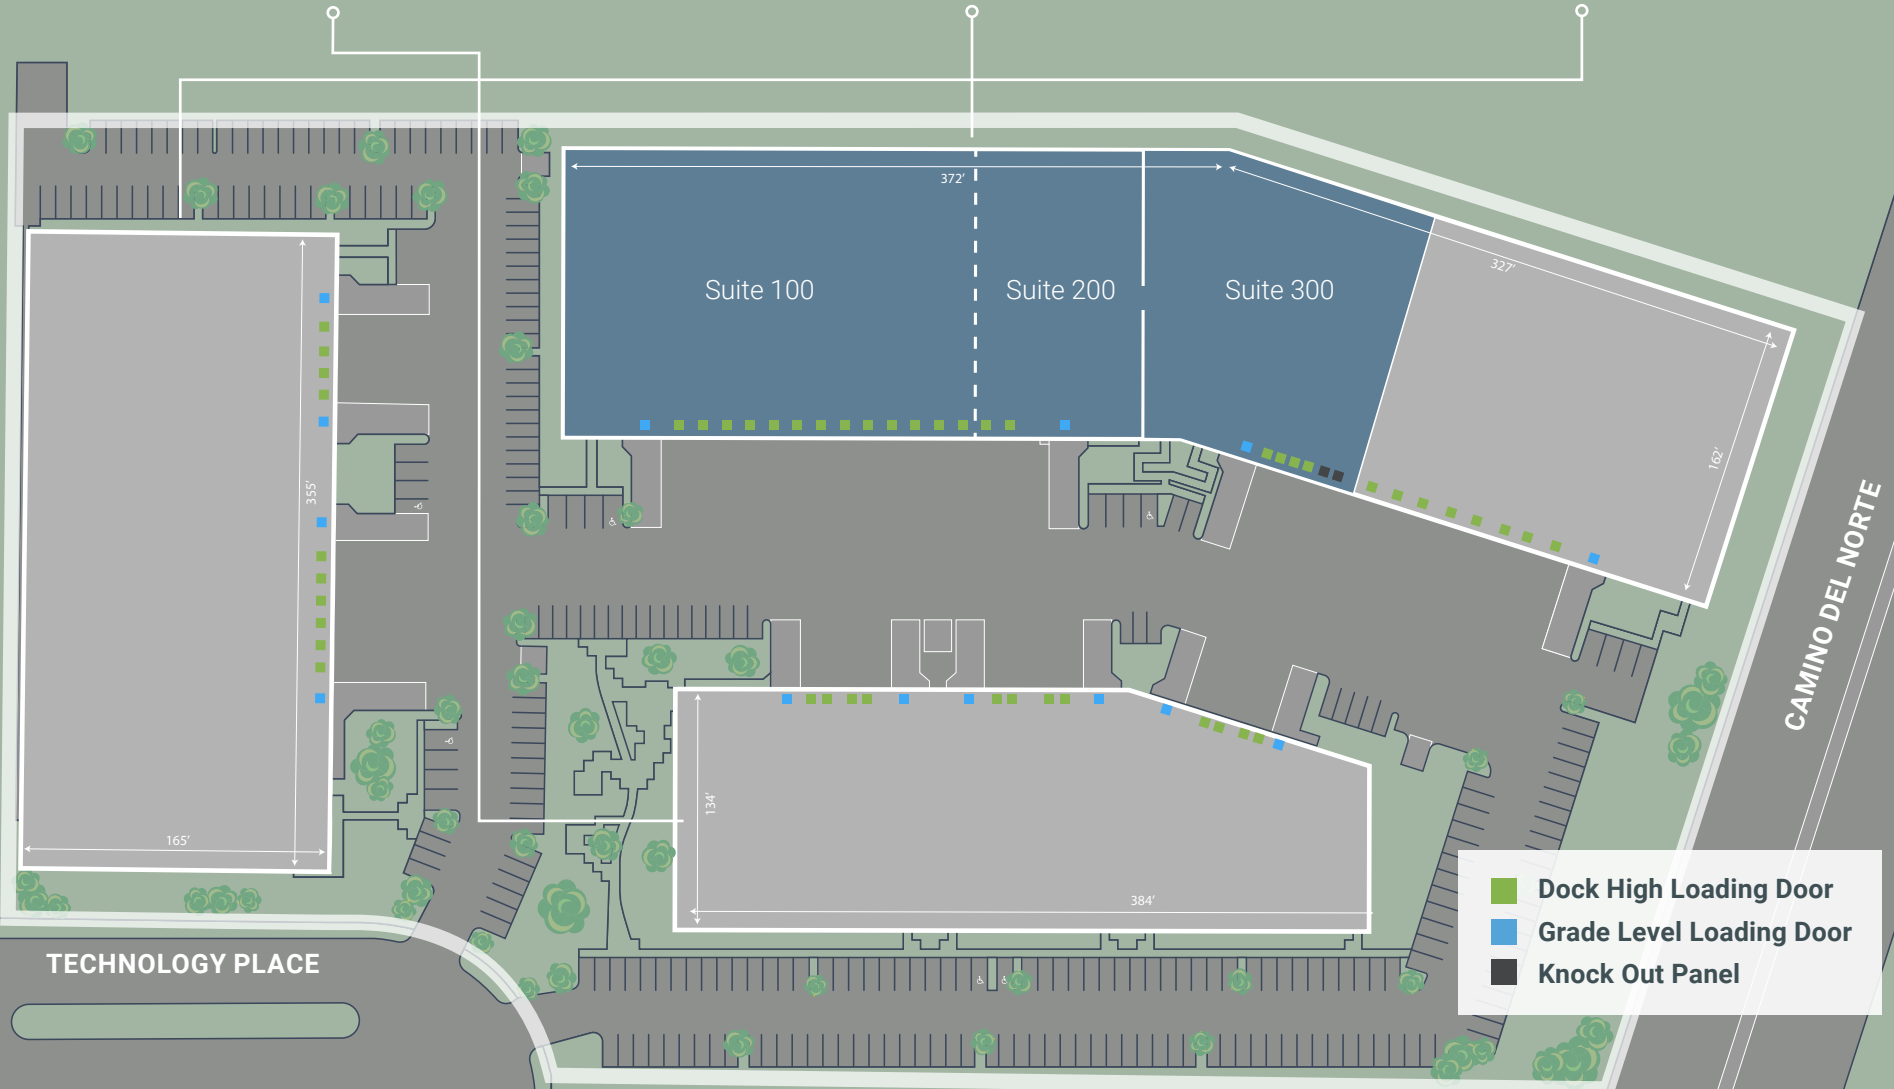 372’
327’
Suite 100
Suite 200
Suite 300
162’
355’
CAMINO DEL NORTE
134’
165’
384’
Dock High Loading Door
Grade Level Loading Door
Knock Out Panel
TECHNOLOGY PLACE